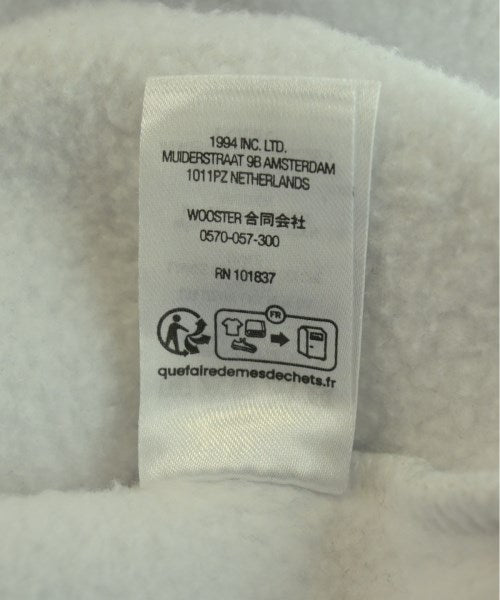 1994 INC. LTD.
MUIDERSTRAAT 9B AMSTERDAM
1011PZ NETHERLANDS
WOOSTER 合同会社
0570-057-300
RN 101837
FR
quefairedemesdechets.fr